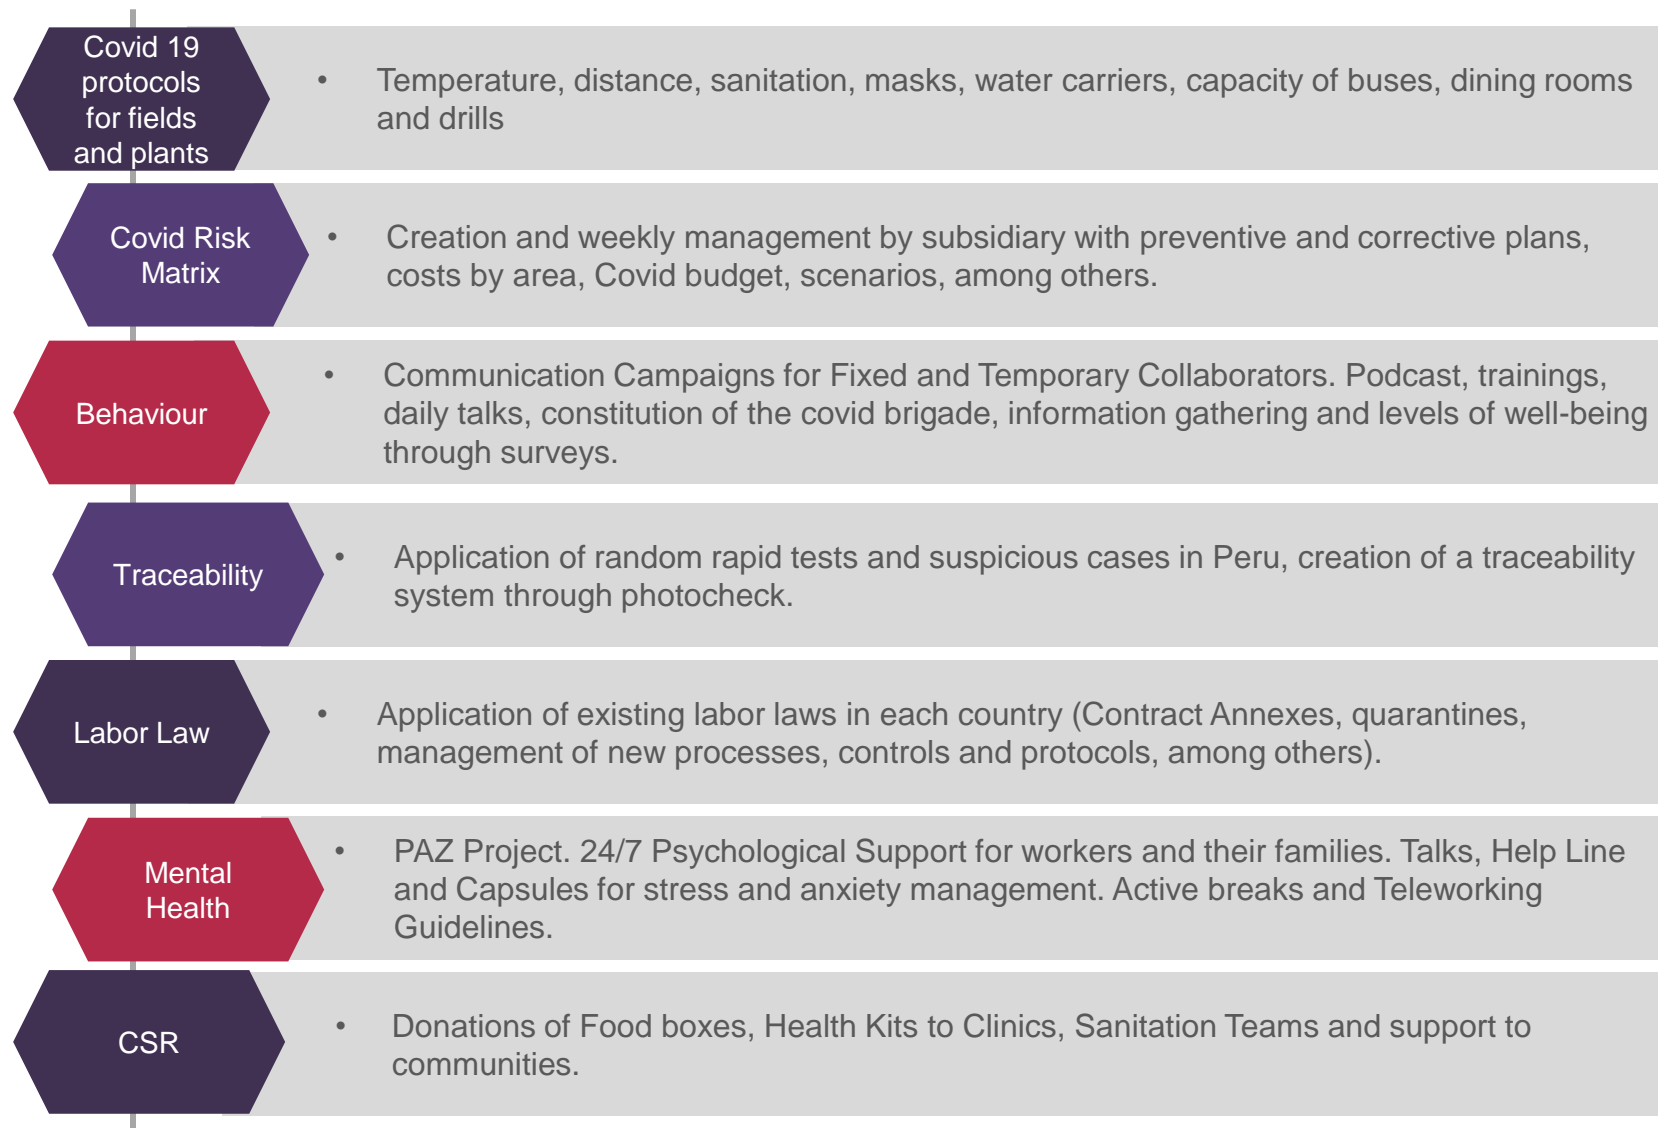 Covid 19
protocols
for fields
and plants
• Temperature, distance, sanitation, masks, water carriers, capacity of buses, dining rooms
and drills
Covid Risk
Matrix
• Creation and weekly management by subsidiary with preventive and corrective plans,
costs by area, Covid budget, scenarios, among others.
Behaviour
• Communication Campaigns for Fixed and Temporary Collaborators. Podcast, trainings,
daily talks, constitution of the covid brigade, information gathering and levels of well-being
through surveys.
Traceability
• Application of random rapid tests and suspicious cases in Peru, creation of a traceability
system through photocheck.
Labor Law
• Application of existing labor laws in each country (Contract Annexes, quarantines,
management of new processes, controls and protocols, among others).
Mental
Health
• PAZ Project. 24/7 Psychological Support for workers and their families. Talks, Help Line
and Capsules for stress and anxiety management. Active breaks and Teleworking
Guidelines.
CSR
• Donations of Food boxes, Health Kits to Clinics, Sanitation Teams and support to
communities.